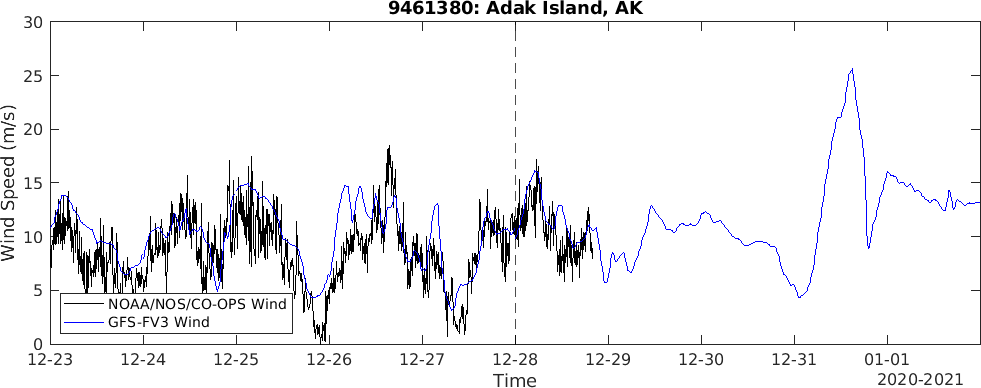 9461380: Adak Island, AK
30
25
20
15
10
5
0
Wind Speed (m/s)
NOAA/NOS/CO-OPS Wind
GFS-FV3 Wind
12-23 12-24 12-25 12-26 12-27 12-28 12-29 12-30 12-31 01-01
Time
2020-2021